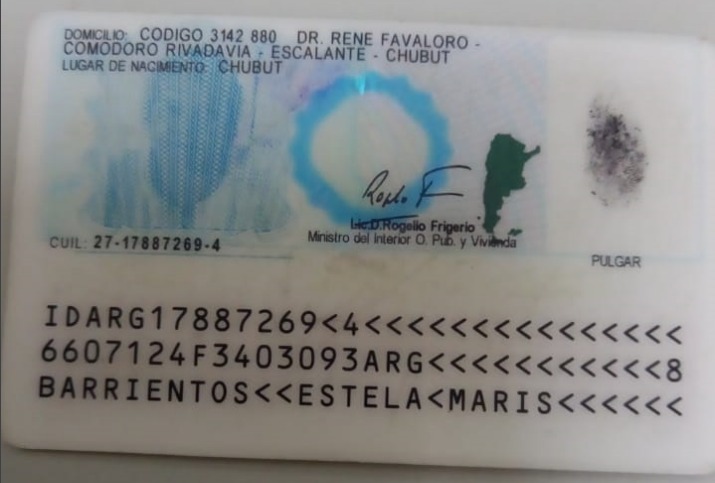 DOMICILIO: CODIGO 3142 880 DR. RENE FAVALORO -
COMODORO RIVADAVIA - ESCALANTE - CHUBUT
LUGAR DE NACIMIENTO: CHUBUT
Lic.D.Rogelio Frigerio
Ministro del Interior O. Pub. y Vivienda
CUIL: 27-17887269-4
PULGAR
IDARG17887269<4<<<<<<<<<<<<<<<
6607124F3403093ARG<<<<<<<<<<<8
BARRIENTOS<<ESTELA<MARIS<<<<<<